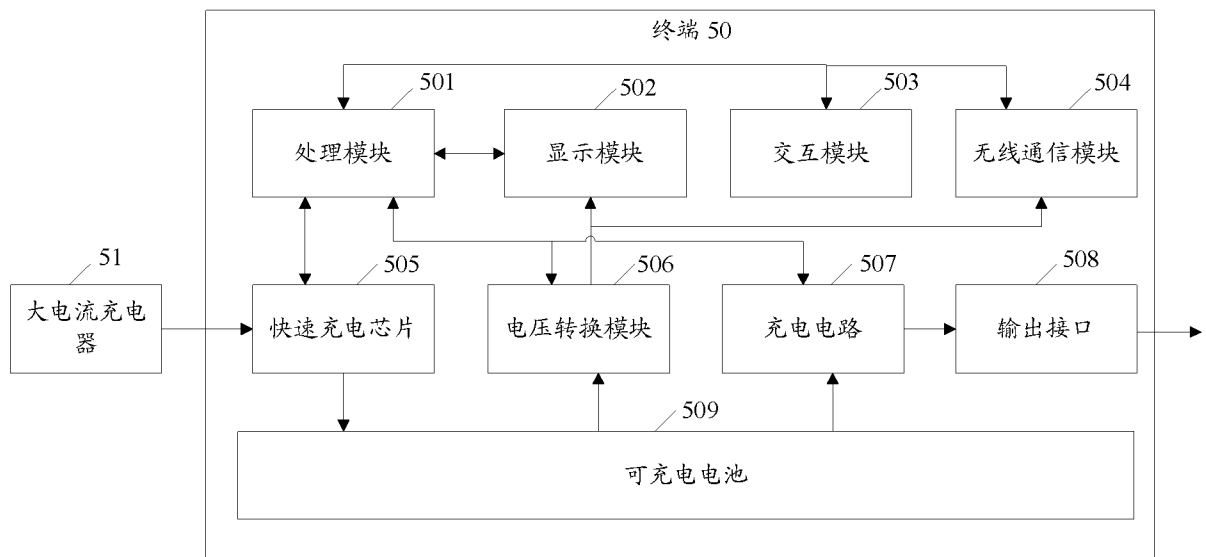 终端 50
501
502
503
504
处理模块
显示模块
交互模块
无线通信模块
51
505
506
507
508
大电流充电
器
快速充电芯片
电压转换模块
充电电路
输出接口
509
可充电电池